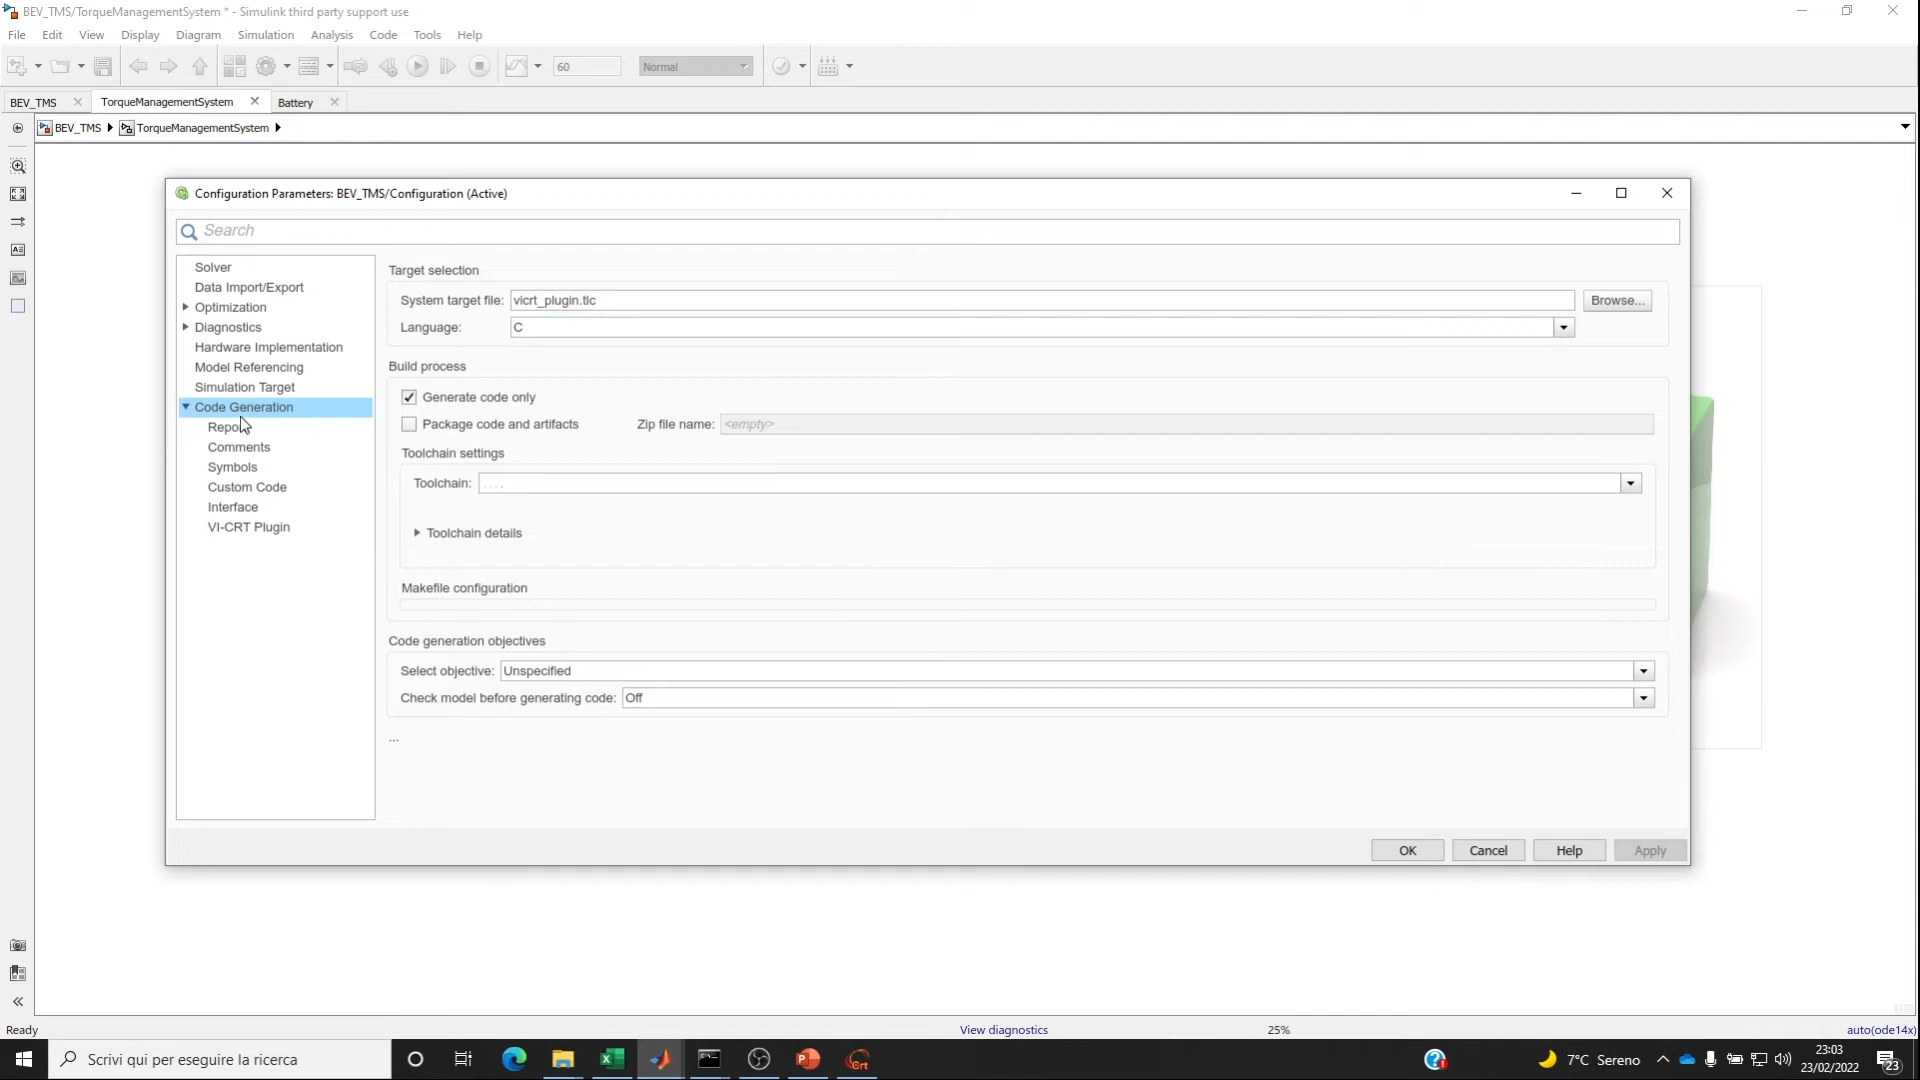 BEV_TMS/TorqueManagementSystem * - Simulink third party support use
File Edit View Display Diagram Simulation Analysis Code Tools Help
60 Normal
BEV_TMS TorqueManagementSystem Battery
BEV_TMS TorqueManagementSystem
Configuration Parameters: BEV_TMS/Configuration (Active)
Search
Solver
Data Import/Export
Optimization
Diagnostics
Hardware Implementation
Model Referencing
Simulation Target
Code Generation
Report
Comments
Symbols
Custom Code
Interface
VI-CRT Plugin
Target selection
System target file: vicrt_plugin.tlc Browse...
Language: C
Build process
Generate code only
Package code and artifacts Zip file name: <empty>
Toolchain settings
Toolchain: ....
Toolchain details
Makefile configuration
Code generation objectives
Select objective: Unspecified
Check model before generating code: Off
...
OK Cancel Help Apply
Ready View diagnostics 25% auto(ode14x)
Scrivi qui per eseguire la ricerca
Crt
7°C Sereno
23:03
23/02/2022
23